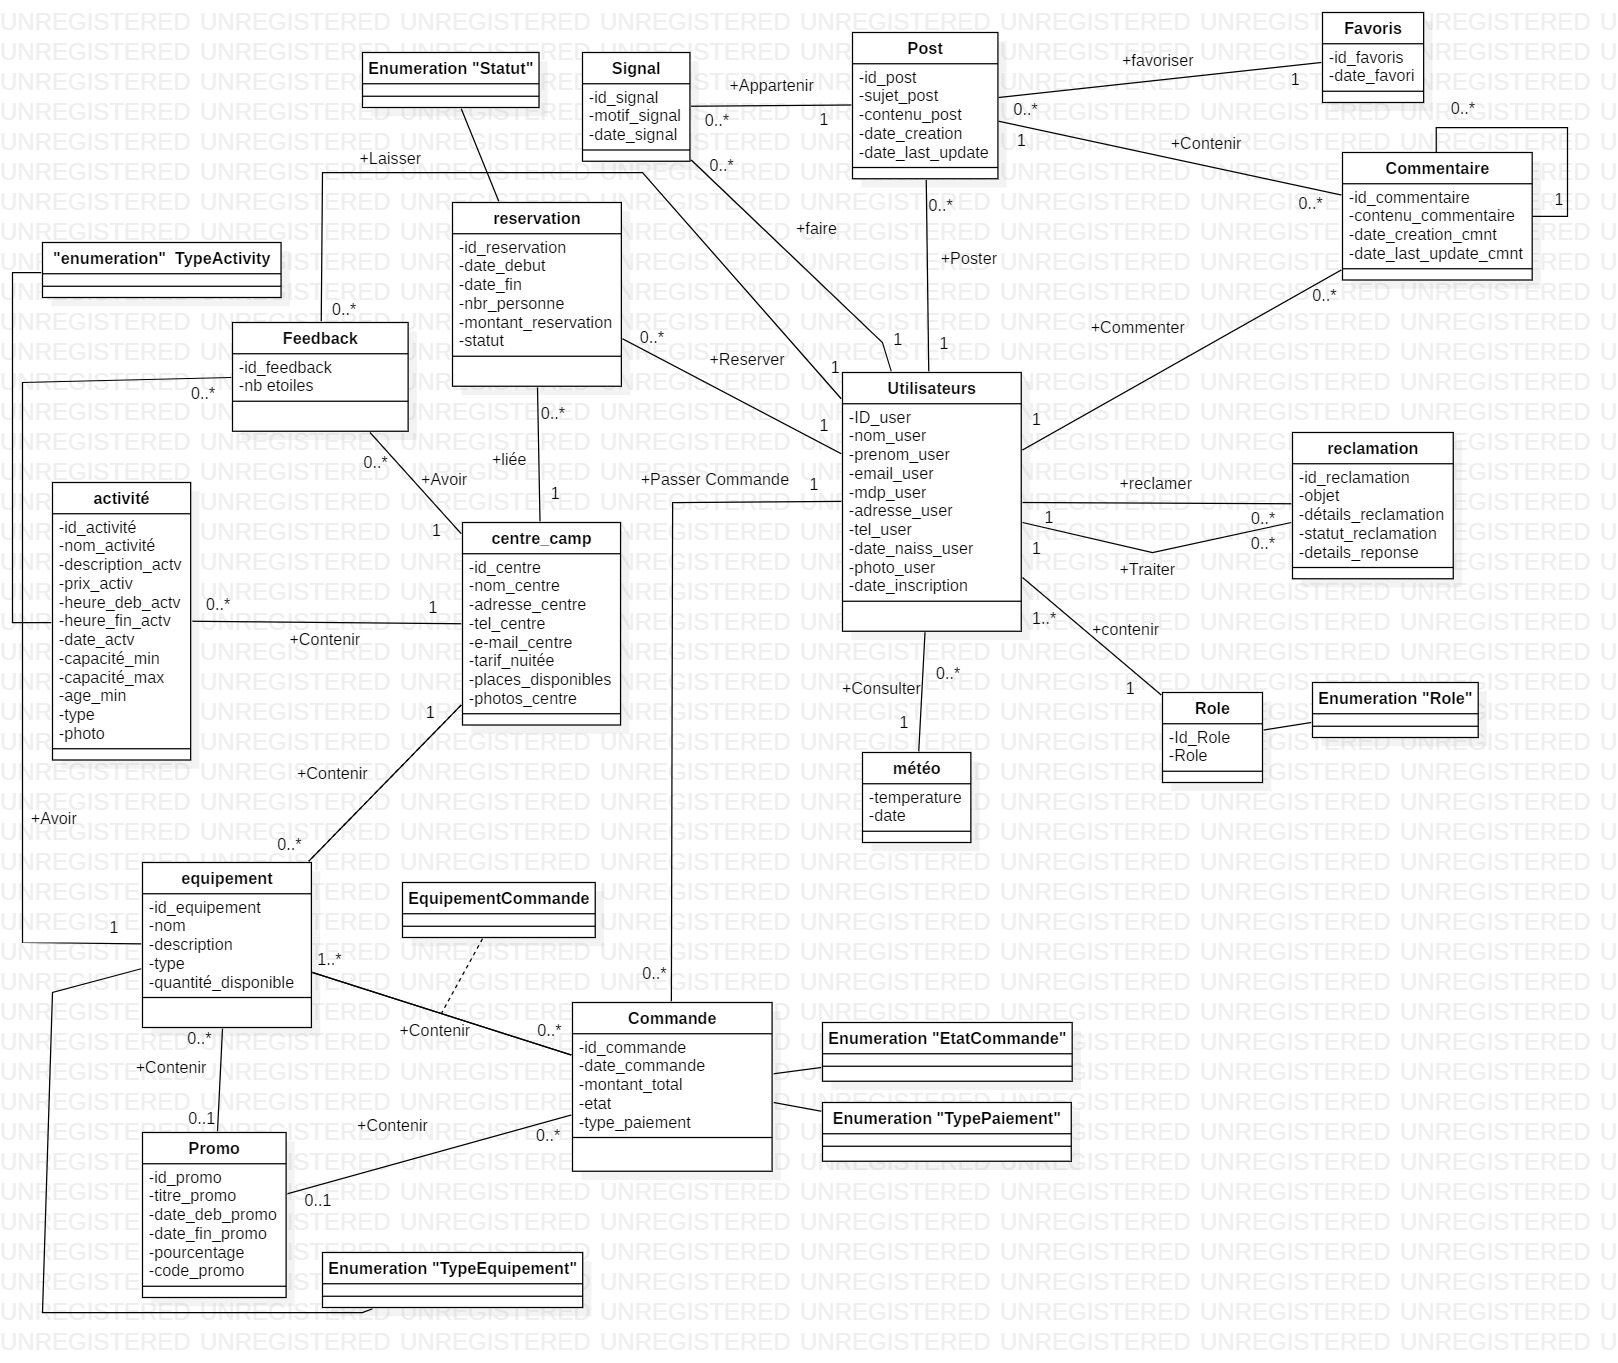 Enumeration "Statut"
Signal
-id_signal
-motif_signal
-date_signal
Post
-id_post
-sujet_post
-contenu_post
-date_creation
-date_last_update
Favoris
-id_favoris
-date_favori
+Appartenir
0..*
1
+favoriser
0..*
1
+Contenir
1
0..*
Commentaire
-id_commentaire
-contenu_commentaire
-date_creation_cmnt
-date_last_update_cmnt
0..*
1
+Laisser
0..*
1
+faire
0..*
1
+Poster
0..*
1
+Commenter
0..*
1
"enumeration"  TypeActivity
reservation
-id_reservation
-date_debut
-date_fin
-nbr_personne
-montant_reservation
-statut
+Reserver
0..*
1
Feedback
-id_feedback
-nb etoiles
0..*
+Avoir
0..*
1
+liée
0..*
1
Utilisateurs
-ID_user
-nom_user
-prenom_user
-email_user
-mdp_user
-adresse_user
-tel_user
-date_naiss_user
-photo_user
-date_inscription
reclamation
-id_reclamation
-objet
-détails_reclamation
-statut_reclamation
-details_reponse
+reclamer
1
0..*
+Traiter
1
0..*
+Passer Commande
1
0..*
activité
-id_activité
-nom_activité
-description_actv
-prix_activ
-heure_deb_actv
-heure_fin_actv
-date_actv
-capacité_min
-capacité_max
-age_min
-type
-photo
+Contenir
0..*
1
centre_camp
-id_centre
-nom_centre
-adresse_centre
-tel_centre
-e-mail_centre
-tarif_nuitée
-places_disponibles
-photos_centre
+contenir
1..*
1
Role
-Id_Role
-Role
Enumeration "Role"
+Consulter
0..*
1
météo
-temperature
-date
+Contenir
1
0..*
+Avoir
1
equipement
-id_equipement
-nom
-description
-type
-quantité_disponible
EquipementCommande
1..*
+Contenir
0..*
Commande
-id_commande
-date_commande
-montant_total
-etat
-type_paiement
Enumeration "EtatCommande"
Enumeration "TypePaiement"
0..*
+Contenir
0..1
+Contenir
0..*
0..1
Promo
-id_promo
-titre_promo
-date_deb_promo
-date_fin_promo
-pourcentage
-code_promo
Enumeration "TypeEquipement"
UNREGISTERED